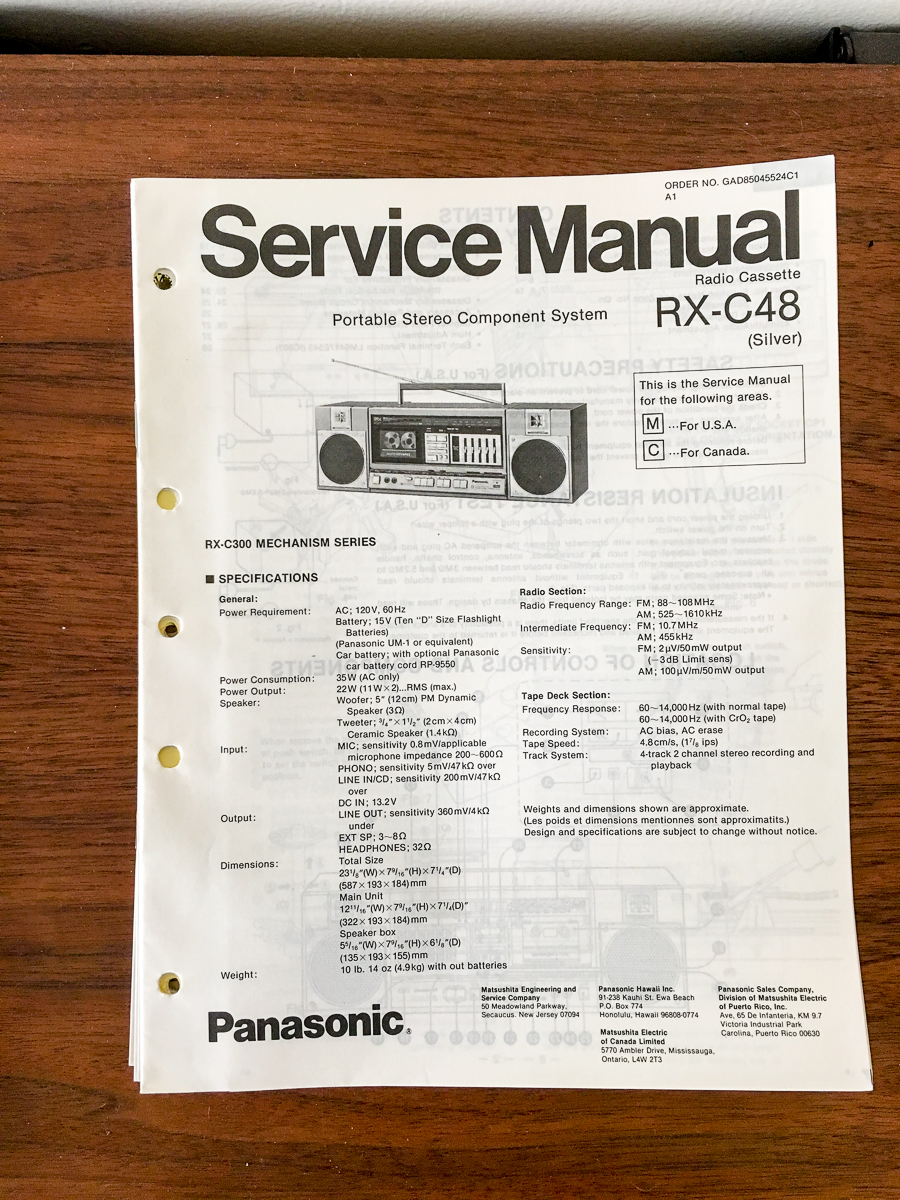 ORDER NO. GAD85045524C1
A1
Service Manual
Radio Cassette
Portable Stereo Component System
RX-C48
(Silver)
This is the Service Manual
for the following areas.
M ...For U.S.A.
C ...For Canada.
RX-C300 MECHANISM SERIES
■ SPECIFICATIONS
General:
Power Requirement: AC; 120V, 60Hz
Battery; 15V (Ten "D" Size Flashlight
Batteries)
(Panasonic UM-1 or equivalent)
Car battery; with optional Panasonic
car battery cord RP-9550
Power Consumption: 35W (AC only)
Power Output: 22W (11W×2)...RMS (max.)
Speaker: Woofer; 5″ (12cm) PM Dynamic
Speaker (3Ω)
Tweeter; 3/4″×1 1/2″ (2cm×4cm)
Ceramic Speaker (1.4kΩ)
Input: MIC; sensitivity 0.8mV/applicable
microphone impedance 200~600Ω
PHONO; sensitivity 5mV/47kΩ over
LINE IN/CD; sensitivity 200mV/47kΩ
over
DC IN; 13.2V
Output: LINE OUT; sensitivity 360mV/4kΩ
under
EXT SP; 3~8Ω
HEADPHONES; 32Ω
Dimensions: Total Size
23 1/8″(W)×7 9/16″(H)×7 1/4″(D)
(587×193×184)mm
Main Unit
12 11/16″(W)×7 9/16″(H)×7 1/4(D)″
(322×193×184)mm
Speaker box
5 5/16″(W)×7 9/16″(H)×6 1/8″(D)
(135×193×155)mm
Weight: 10 lb. 14 oz (4.9kg) with out batteries
Radio Section:
Radio Frequency Range: FM; 88~108MHz
AM; 525~1610kHz
Intermediate Frequency: FM; 10.7MHz
AM; 455kHz
Sensitivity: FM; 2μV/50mW output
(−3dB Limit sens)
AM; 100μV/m/50mW output
Tape Deck Section:
Frequency Response: 60~14,000Hz (with normal tape)
60~14,000Hz (with CrO₂ tape)
Recording System: AC bias, AC erase
Tape Speed: 4.8cm/s, (1 7/8 ips)
Track System: 4-track 2 channel stereo recording and
playback
Weights and dimensions shown are approximate.
(Les poids et dimensions mentionnes sont approximatits.)
Design and specifications are subject to change without notice.
Panasonic®
Matsushita Engineering and
Service Company
50 Meadowland Parkway,
Secaucus. New Jersey 07094
Panasonic Hawaii Inc.
91-238 Kauhi St. Ewa Beach
P.O. Box 774
Honolulu, Hawaii 96808-0774
Matsushita Electric
of Canada Limited
5770 Ambler Drive, Mississauga,
Ontario, L4W 2T3
Panasonic Sales Company,
Division of Matsushita Electric
of Puerto Rico, Inc.
Ave, 65 De Infanteria, KM 9.7
Victoria Industrial Park
Carolina, Puerto Rico 00630